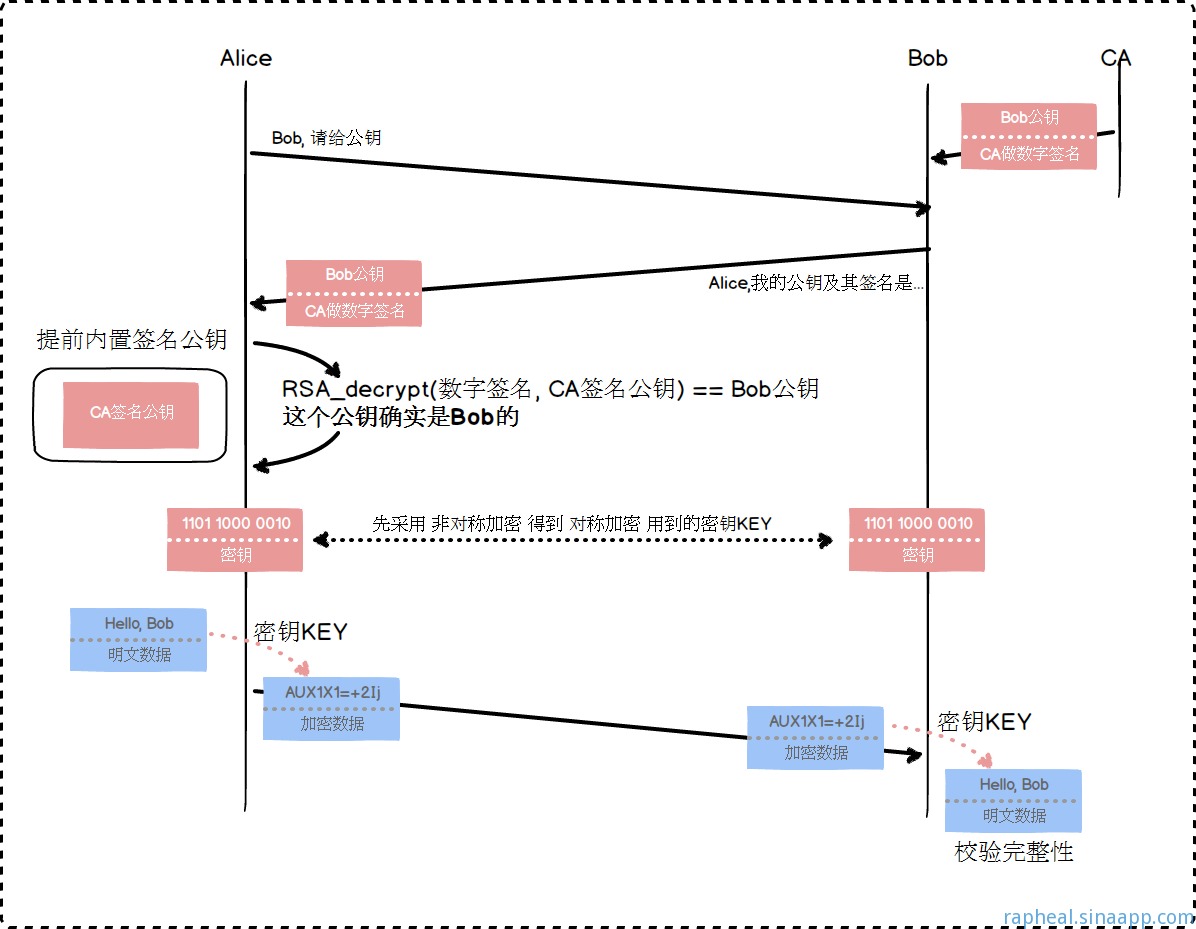 Alice
Bob
CA
Bob公钥
CA做数字签名
Bob, 请给公钥
Bob公钥
CA做数字签名
Alice,我的公钥及其签名是...
提前内置签名公钥
CA签名公钥
RSA_decrypt(数字签名, CA签名公钥) == Bob公钥
这个公钥确实是Bob的
1101 1000 0010
密钥
先采用 非对称加密 得到 对称加密 用到的密钥KEY
1101 1000 0010
密钥
Hello, Bob
明文数据
密钥KEY
AUX1X1=+2Ij
加密数据
AUX1X1=+2Ij
加密数据
密钥KEY
Hello, Bob
明文数据
校验完整性
rapheal.sinaapp.com